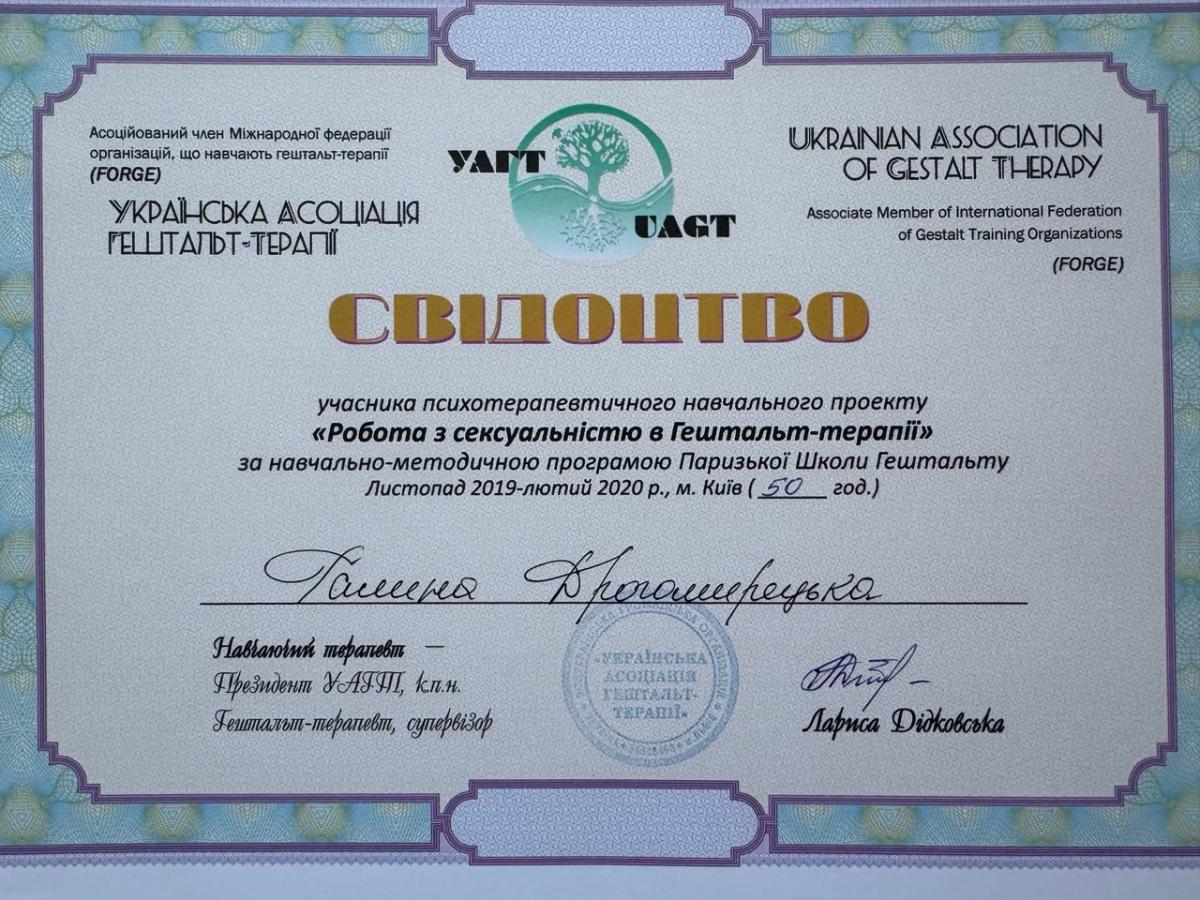 Асоційований член Міжнародної федерації
організацій, що навчають гештальт-терапії
(FORGE)
УКРАЇНСЬКА АСОЦІАЦІЯ
ГЕШТАЛЬТ-ТЕРАПІЇ
УАГТ
UAGT
UKRAINIAN ASSOCIATION
OF GESTALT THERAPY
Associate Member of International Federation
of Gestalt Training Organizations
(FORGE)
СВІДОЦТВО
учасника психотерапевтичного навчального проекту
«Робота з сексуальністю в Гештальт-терапії»
за навчально-методичною програмою Паризької Школи Гештальту
Листопад 2019-лютий 2020 р., м. Київ ( 50 год.)
Галина Дрогомирецька
Навчаючий терапевт —
Президент УАГТ, к.п.н.
Гештальт-терапевт, супервізор
«УКРАЇНСЬКА
АСОЦІАЦІЯ
ГЕШТАЛЬТ-
ТЕРАПІЇ»
Лариса Дідковська